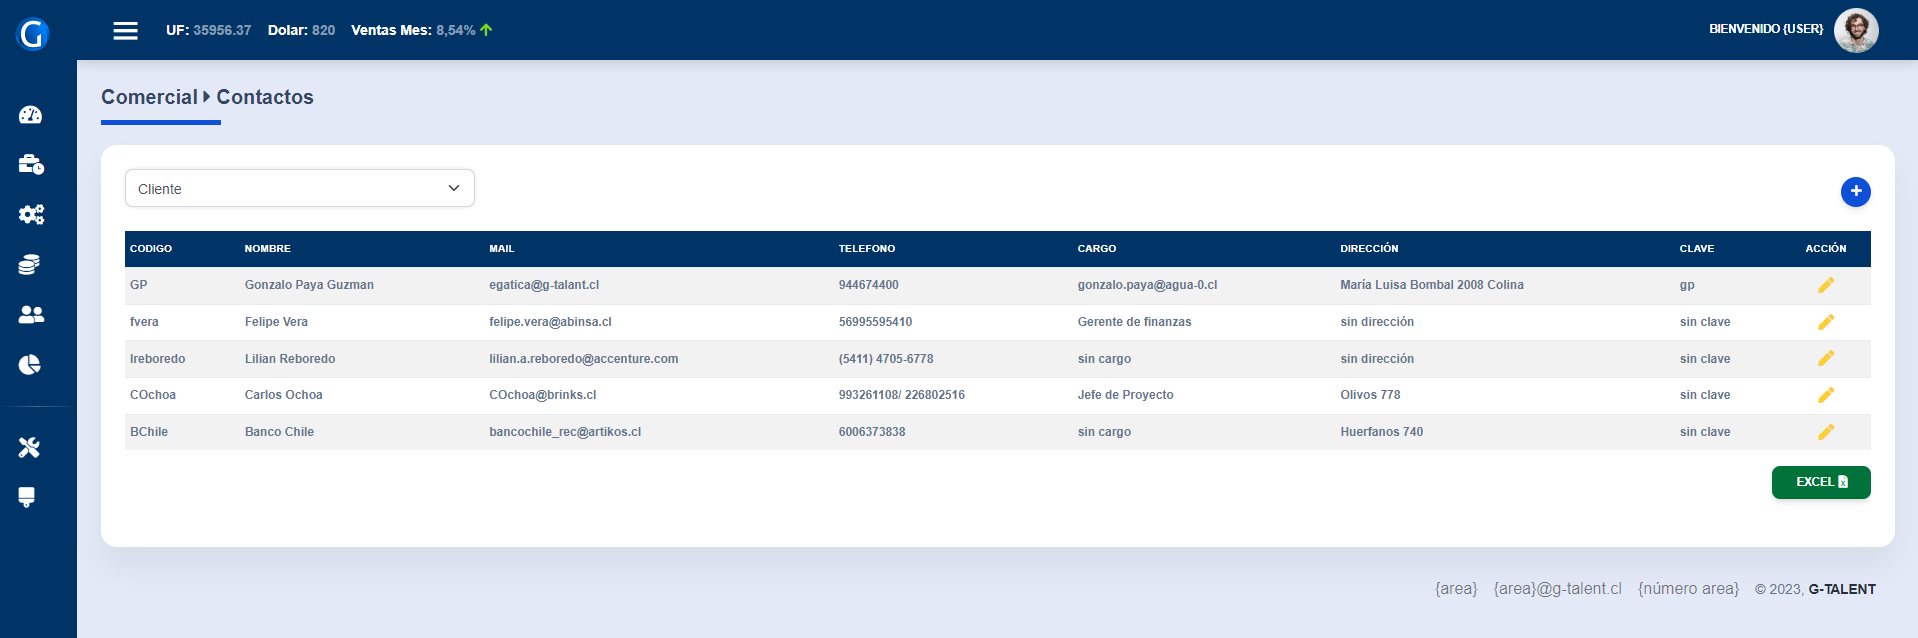 G
UF: 35956.37 Dolar: 820 Ventas Mes: 8,54%
BIENVENIDO {USER}
Comercial Contactos
Cliente
CODIGO NOMBRE MAIL TELEFONO CARGO DIRECCIÓN CLAVE ACCIÓN
GP Gonzalo Paya Guzman egatica@g-talant.cl 944674400 gonzalo.paya@agua-0.cl María Luisa Bombal 2008 Colina gp
fvera Felipe Vera felipe.vera@abinsa.cl 56995595410 Gerente de finanzas sin dirección sin clave
lreboredo Lilian Reboredo lilian.a.reboredo@accenture.com (5411) 4705-6778 sin cargo sin dirección sin clave
COchoa Carlos Ochoa COchoa@brinks.cl 993261108/ 226802516 Jefe de Proyecto Olivos 778 sin clave
BChile Banco Chile bancochile_rec@artikos.cl 6006373838 sin cargo Huerfanos 740 sin clave
EXCEL
{area} {area}@g-talent.cl {número area} © 2023, G-TALENT